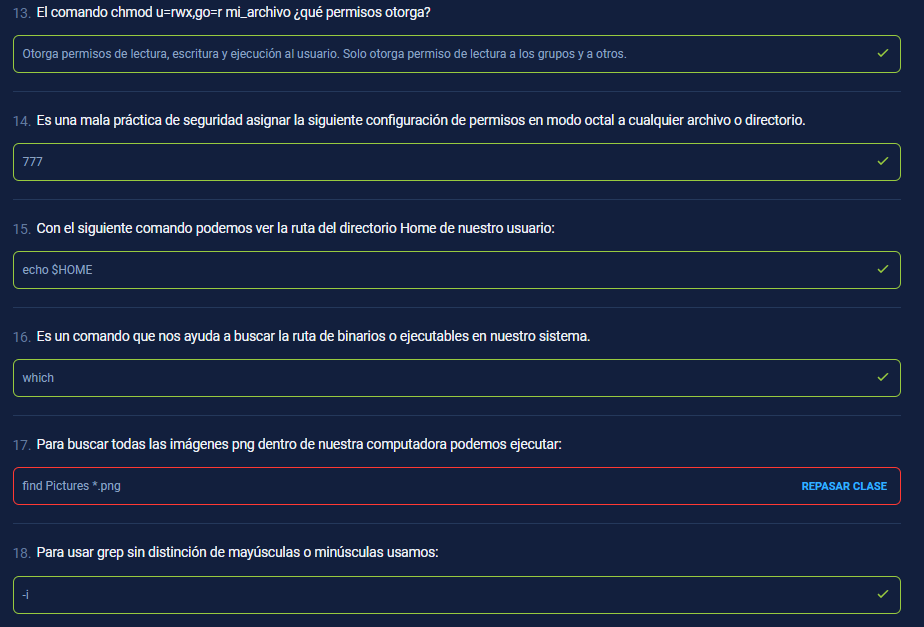 13. El comando chmod u=rwx,go=r mi_archivo ¿qué permisos otorga?
Otorga permisos de lectura, escritura y ejecución al usuario. Solo otorga permiso de lectura a los grupos y a otros.
14. Es una mala práctica de seguridad asignar la siguiente configuración de permisos en modo octal a cualquier archivo o directorio.
777
15. Con el siguiente comando podemos ver la ruta del directorio Home de nuestro usuario:
echo $HOME
16. Es un comando que nos ayuda a buscar la ruta de binarios o ejecutables en nuestro sistema.
which
17. Para buscar todas las imágenes png dentro de nuestra computadora podemos ejecutar:
find Pictures *.png REPASAR CLASE
18. Para usar grep sin distinción de mayúsculas o minúsculas usamos:
-i